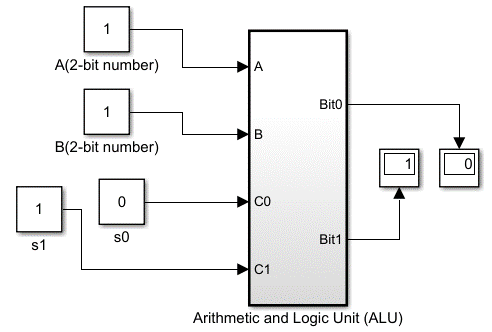 1
A(2-bit number)
A
Bit0
1
B(2-bit number)
B
1
0
1
s1
0
s0
C0
Bit1
C1
Arithmetic and Logic Unit (ALU)